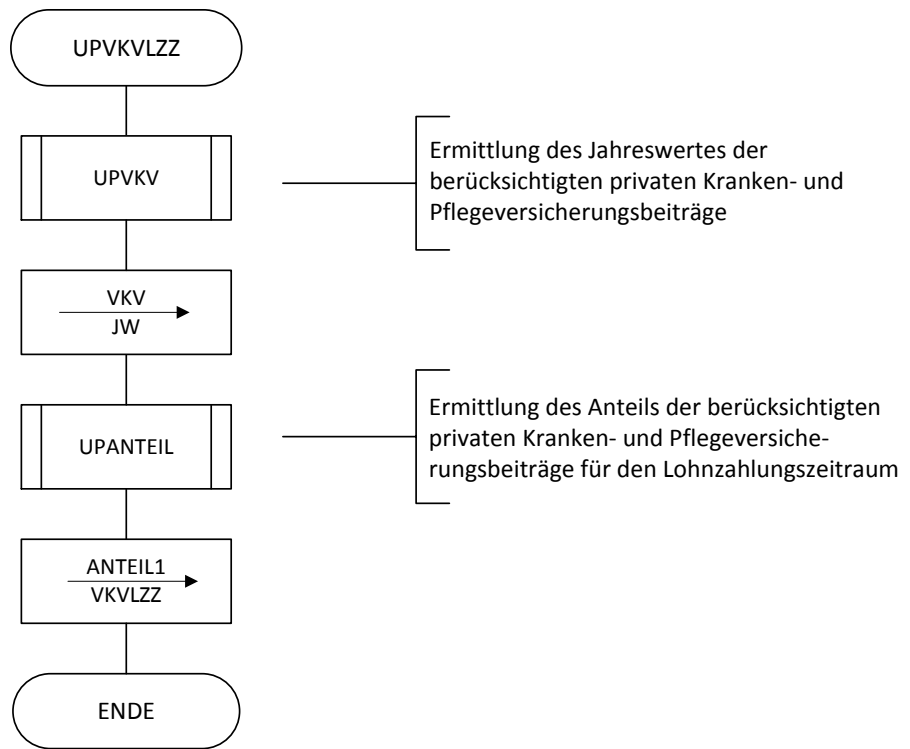 UPVKVLZZ
UPVKV
Ermittlung des Jahreswertes der
berücksichtigten privaten Kranken- und
Pflegeversicherungsbeiträge
VKV
JW
UPANTEIL
Ermittlung des Anteils der berücksichtigten
privaten Kranken- und Pflegeversiche-
rungsbeiträge für den Lohnzahlungszeitraum
ANTEIL1
VKVLZZ
ENDE